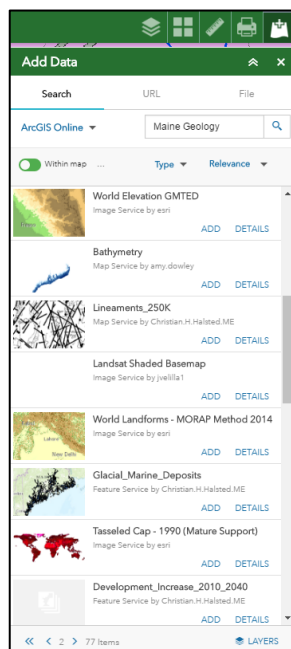 Add Data
Search URL File
ArcGIS Online Maine Geology
Within map ... Type Relevance
World Elevation GMTED
Image Service by esri
ADD DETAILS
Bathymetry
Map Service by amy.dowley
ADD DETAILS
Lineaments_250K
Map Service by Christian.H.Halsted.ME
ADD DETAILS
Landsat Shaded Basemap
Image Service by jvelilla1
ADD DETAILS
World Landforms - MORAP Method 2014
Image Service by esri
New Delhi
ADD DETAILS
Glacial_Marine_Deposits
Feature Service by Christian.H.Halsted.ME
ADD DETAILS
Tasseled Cap - 1990 (Mature Support)
Image Service by esri
ADD DETAILS
Development_Increase_2010_2040
Feature Service by Christian.H.Halsted.ME
ADD DETAILS
« < 2 > 77 Items LAYERS